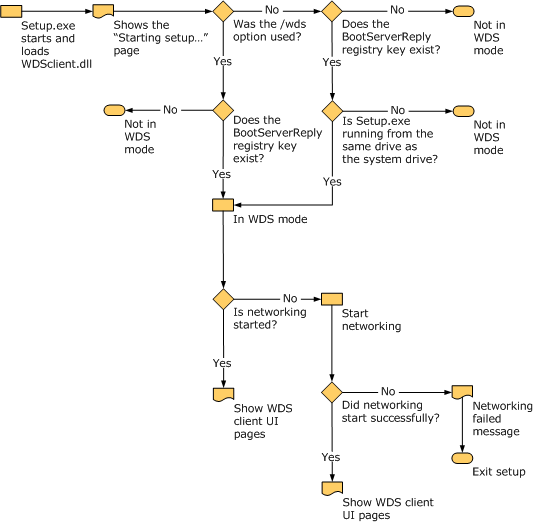 Setup.exe
starts and
loads
WDSclient.dll
Shows the
“Starting setup...”
page
Was the /wds
option used?
No
Does the
BootServerReply
registry key exist?
No
Not in
WDS
mode
Yes
Yes
Not in
WDS
mode
No
Does the
BootServerReply
registry key
exist?
Is Setup.exe
running from the
same drive as
the system drive?
No
Not in
WDS
mode
Yes
Yes
In WDS mode
Is networking
started?
No
Start
networking
Yes
Show WDS
client UI
pages
Did networking
start successfully?
No
Networking
failed
message
Yes
Exit setup
Show WDS client
UI pages